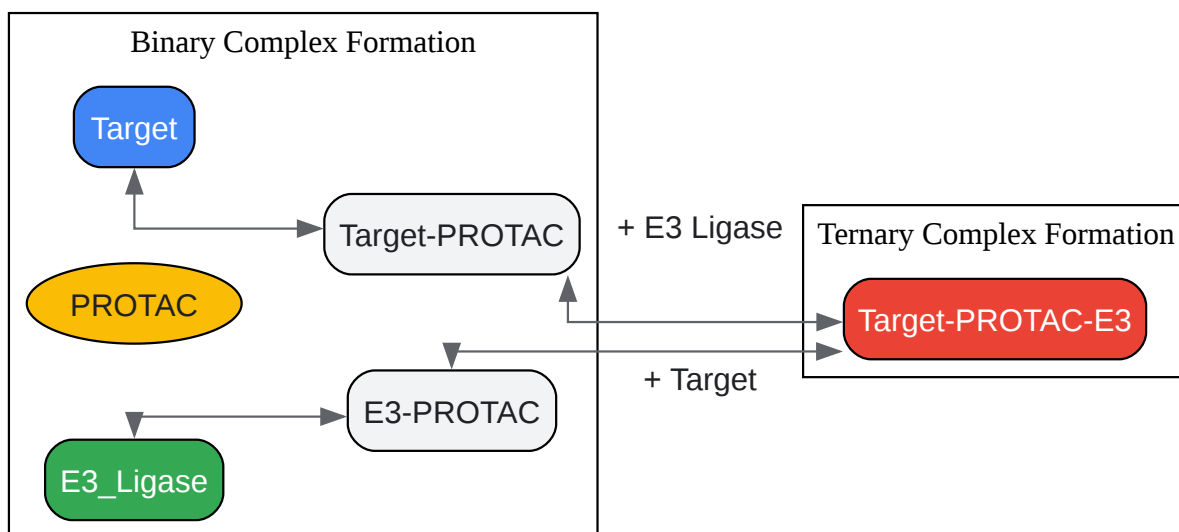 Binary Complex Formation
Target
Target-PROTAC
PROTAC
E3-PROTAC
E3_Ligase
+ E3 Ligase
+ Target
Ternary Complex Formation
Target-PROTAC-E3